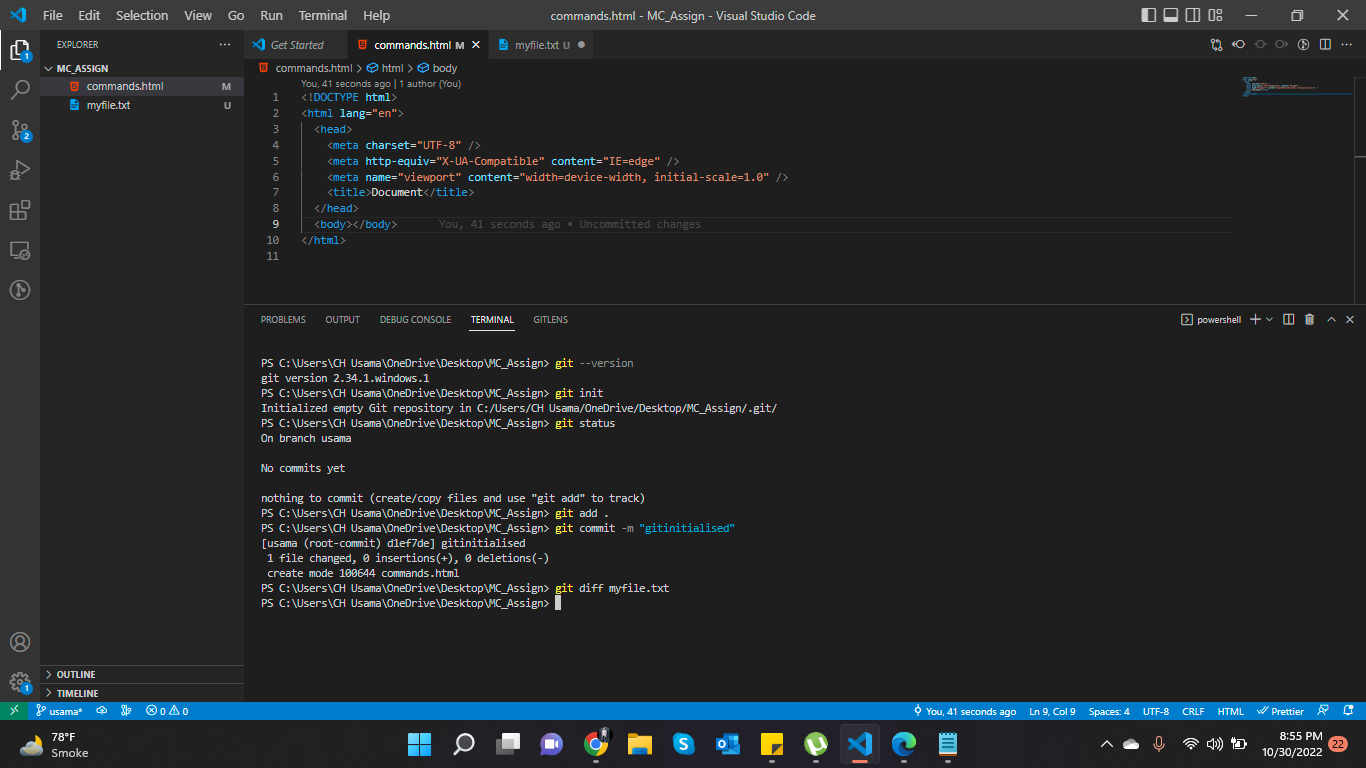 File Edit Selection View Go Run Terminal Help commands.html - MC_Assign - Visual Studio Code
EXPLORER
Get Started commands.html M myfile.txt U
MC_ASSIGN
commands.html M
myfile.txt U
commands.html > html > body
You, 41 seconds ago | 1 author (You)
1 <!DOCTYPE html>
2 <html lang="en">
3 <head>
4 <meta charset="UTF-8" />
5 <meta http-equiv="X-UA-Compatible" content="IE=edge" />
6 <meta name="viewport" content="width=device-width, initial-scale=1.0" />
7 <title>Document</title>
8 </head>
9 <body></body> You, 41 seconds ago • Uncommitted changes
10 </html>
11
PROBLEMS OUTPUT DEBUG CONSOLE TERMINAL GITLENS powershell
PS C:\Users\CH Usama\OneDrive\Desktop\MC_Assign> git --version
git version 2.34.1.windows.1
PS C:\Users\CH Usama\OneDrive\Desktop\MC_Assign> git init
Initialized empty Git repository in C:/Users/CH Usama/OneDrive/Desktop/MC_Assign/.git/
PS C:\Users\CH Usama\OneDrive\Desktop\MC_Assign> git status
On branch usama
No commits yet
nothing to commit (create/copy files and use "git add" to track)
PS C:\Users\CH Usama\OneDrive\Desktop\MC_Assign> git add .
PS C:\Users\CH Usama\OneDrive\Desktop\MC_Assign> git commit -m "gitinitialised"
[usama (root-commit) d1ef7de] gitinitialised
1 file changed, 0 insertions(+), 0 deletions(-)
create mode 100644 commands.html
PS C:\Users\CH Usama\OneDrive\Desktop\MC_Assign> git diff myfile.txt
PS C:\Users\CH Usama\OneDrive\Desktop\MC_Assign>
1
2
1
OUTLINE
TIMELINE
usama* 0 0 You, 41 seconds ago Ln 9, Col 9 Spaces: 4 UTF-8 CRLF HTML Prettier
78°F
Smoke
8:55 PM
10/30/2022 22